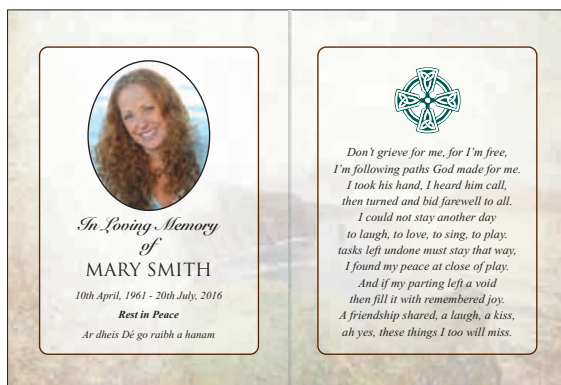 In Loving Memory
of
MARY SMITH
10th April, 1961 - 20th July, 2016
Rest in Peace
Ar dheis Dé go raibh a hanam
Don't grieve for me, for I'm free,
I'm following paths God made for me.
I took his hand, I heard him call,
then turned and bid farewell to all.
I could not stay another day
to laugh, to love, to sing, to play.
tasks left undone must stay that way,
I found my peace at close of play.
And if my parting left a void
then fill it with remembered joy.
A friendship shared, a laugh, a kiss,
ah yes, these things I too will miss.